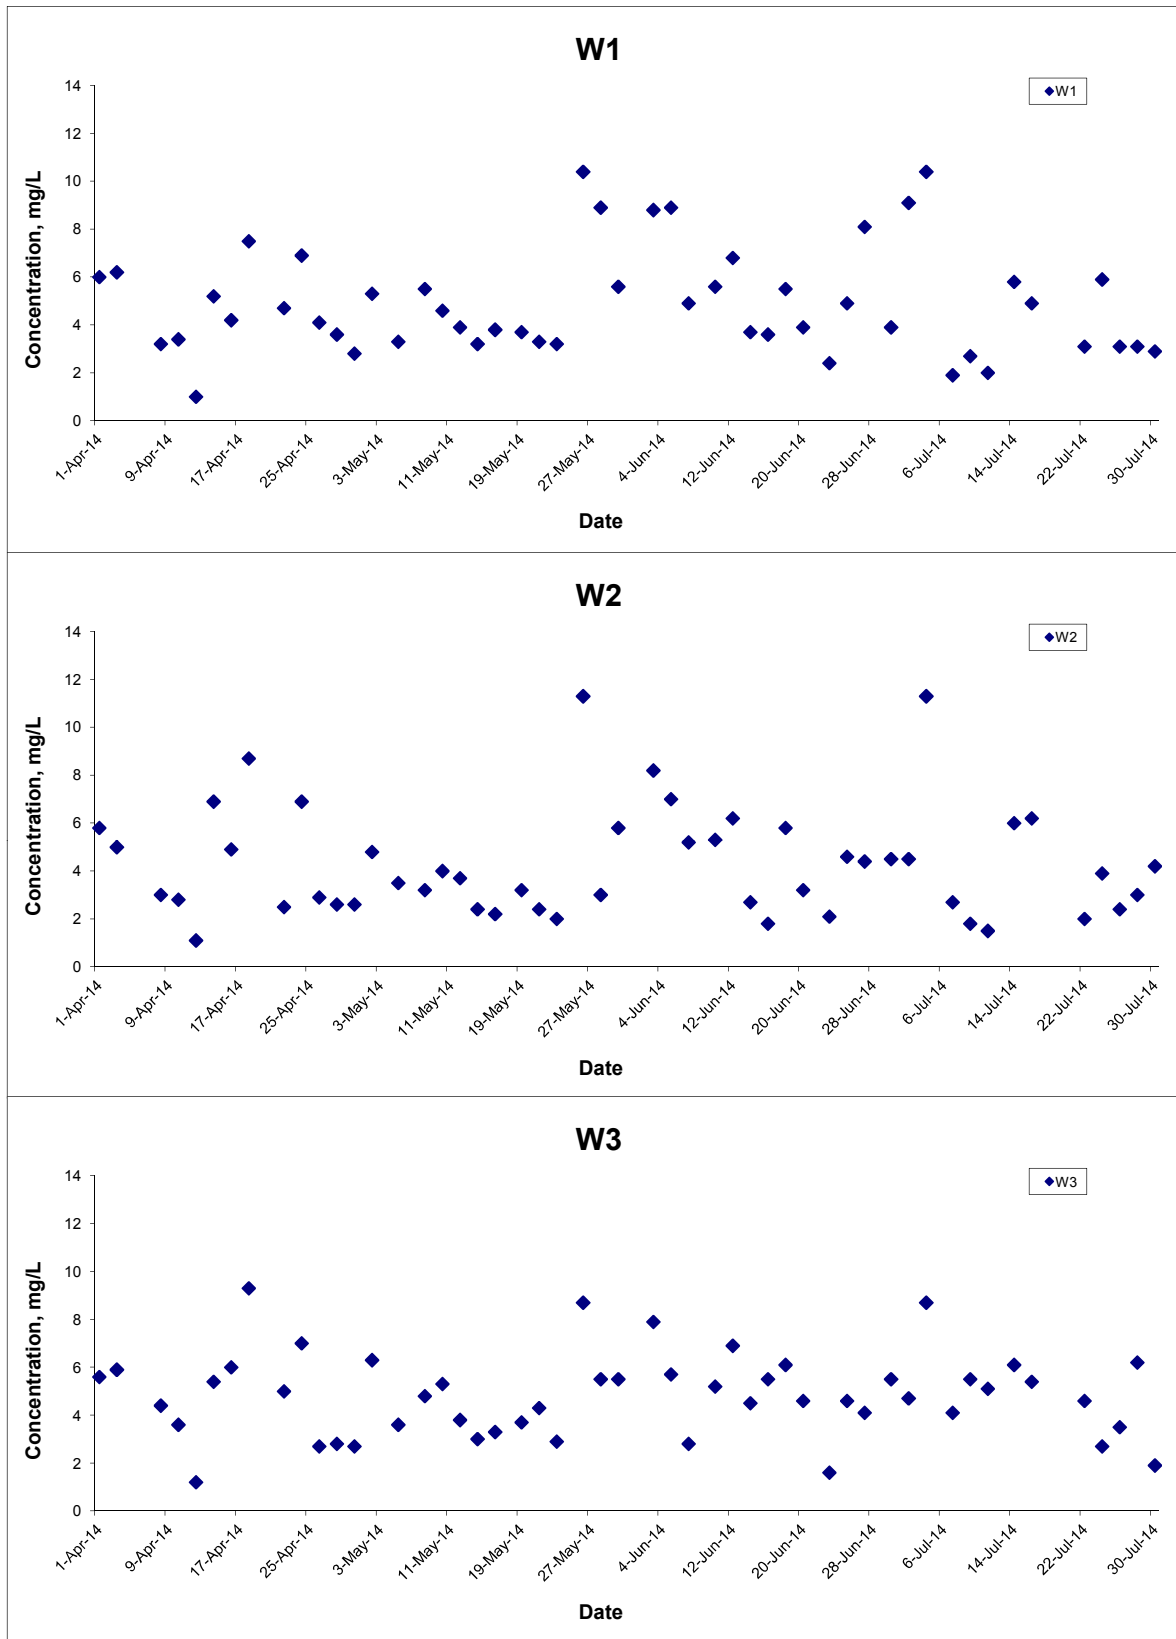 W1
W1
Concentration, mg/L
14
12
10
8
6
4
2
0
1-Apr-14
9-Apr-14
17-Apr-14
25-Apr-14
3-May-14
11-May-14
19-May-14
27-May-14
4-Jun-14
12-Jun-14
20-Jun-14
28-Jun-14
6-Jul-14
14-Jul-14
22-Jul-14
30-Jul-14
Date
W2
W2
Concentration, mg/L
14
12
10
8
6
4
2
0
1-Apr-14
9-Apr-14
17-Apr-14
25-Apr-14
3-May-14
11-May-14
19-May-14
27-May-14
4-Jun-14
12-Jun-14
20-Jun-14
28-Jun-14
6-Jul-14
14-Jul-14
22-Jul-14
30-Jul-14
Date
W3
W3
Concentration, mg/L
14
12
10
8
6
4
2
0
1-Apr-14
9-Apr-14
17-Apr-14
25-Apr-14
3-May-14
11-May-14
19-May-14
27-May-14
4-Jun-14
12-Jun-14
20-Jun-14
28-Jun-14
6-Jul-14
14-Jul-14
22-Jul-14
30-Jul-14
Date